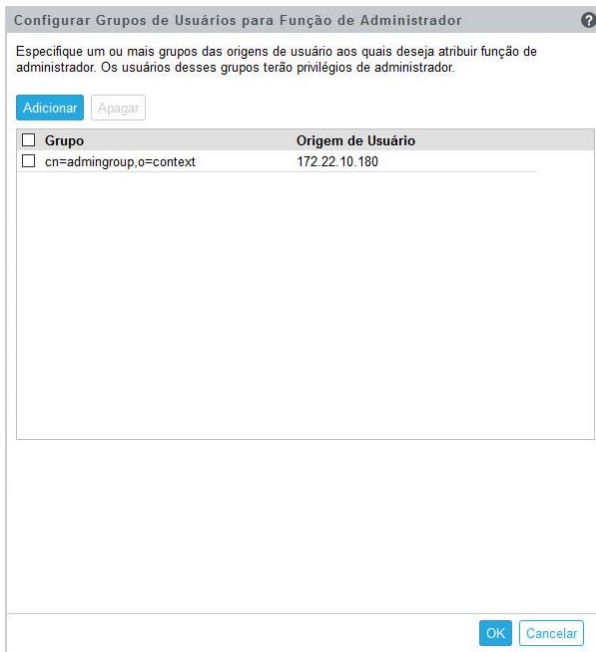 Configurar Grupos de Usuários para Função de Administrador ?
Especifique um ou mais grupos das origens de usuário aos quais deseja atribuir função de
administrador. Os usuários desses grupos terão privilégios de administrador.
Adicionar Apagar
Grupo Origem de Usuário
cn=admingroup,o=context 172.22.10.180
OK Cancelar